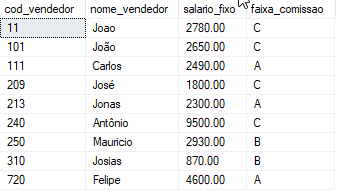 cod_vendedor nome_vendedor salario_fixo faixa_comissao
11 Joao 2780.00 C
101 João 2650.00 C
111 Carlos 2490.00 A
209 José 1800.00 C
213 Jonas 2300.00 A
240 Antônio 9500.00 C
250 Mauricio 2930.00 B
310 Josias 870.00 B
720 Felipe 4600.00 A